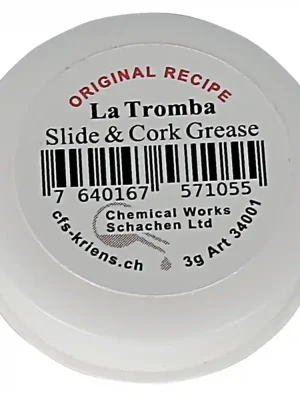 ORIGINAL RECIPE
La Tromba
Slide & Cork Grease
7 640167 571055
Chemical Works
Schachen Ltd
cfs-kriens.ch
3g Art 34001